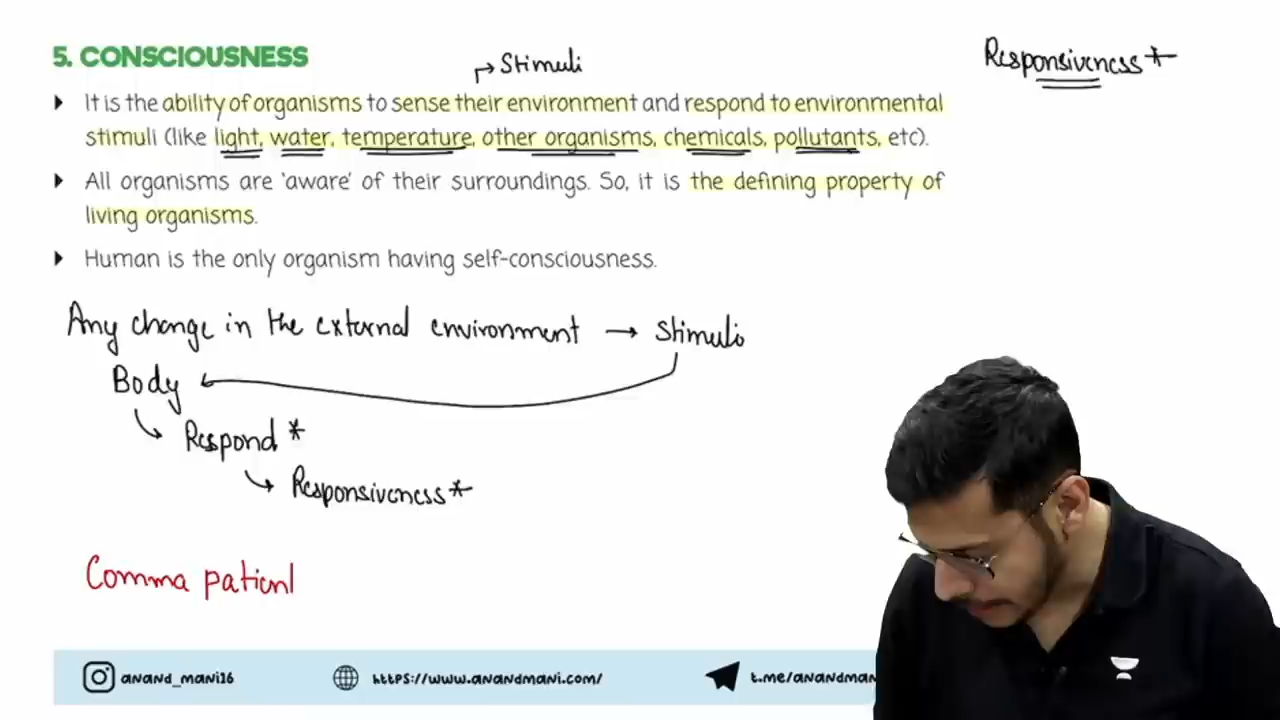 5. CONSCIOUSNESS
Stimuli
Responsiveness*
It is the ability of organisms to sense their environment and respond to environmental
stimuli (like light, water, temperature, other organisms, chemicals, pollutants, etc).
All organisms are 'aware' of their surroundings. So, it is the defining property of
living organisms.
Human is the only organism having self-consciousness.
Any change in the external environment → Stimuli
Body
Respond *
Responsiveness*
Comma patient
anand_mani16
https://www.anandmani.com/
t.me/anandman